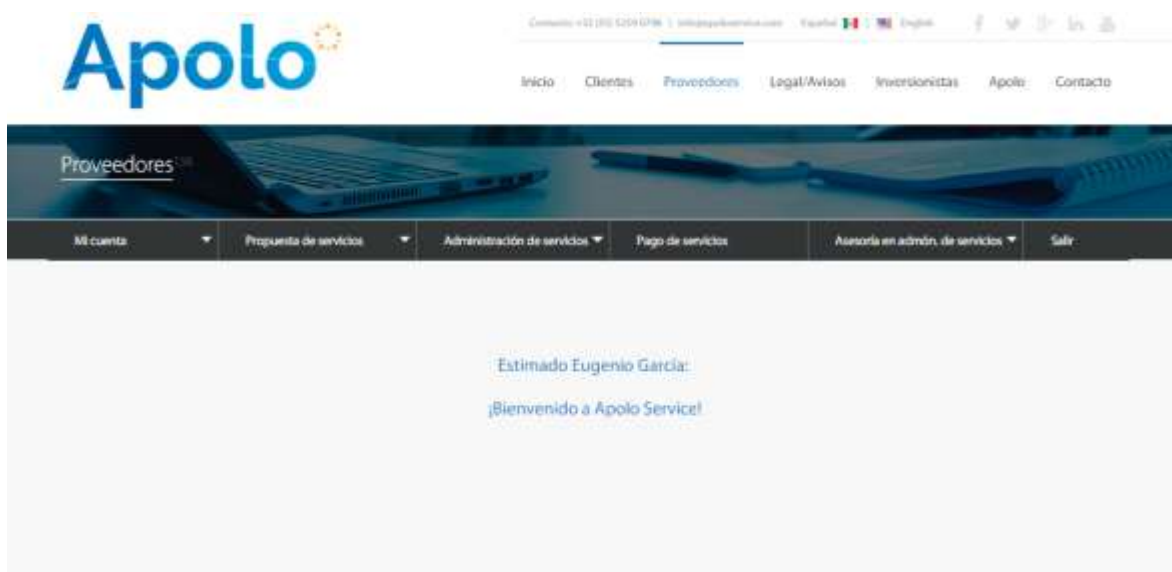 Apolo
Español
English
Inicio Clientes Proveedores Legal/Avisos Inversionistas Apolo Contacto
Proveedores
Mi cuenta Propuesta de servicios Administración de servicios Pago de servicios Asesoría en admón. de servicios Salir
Estimado Eugenio García:
¡Bienvenido a Apolo Service!